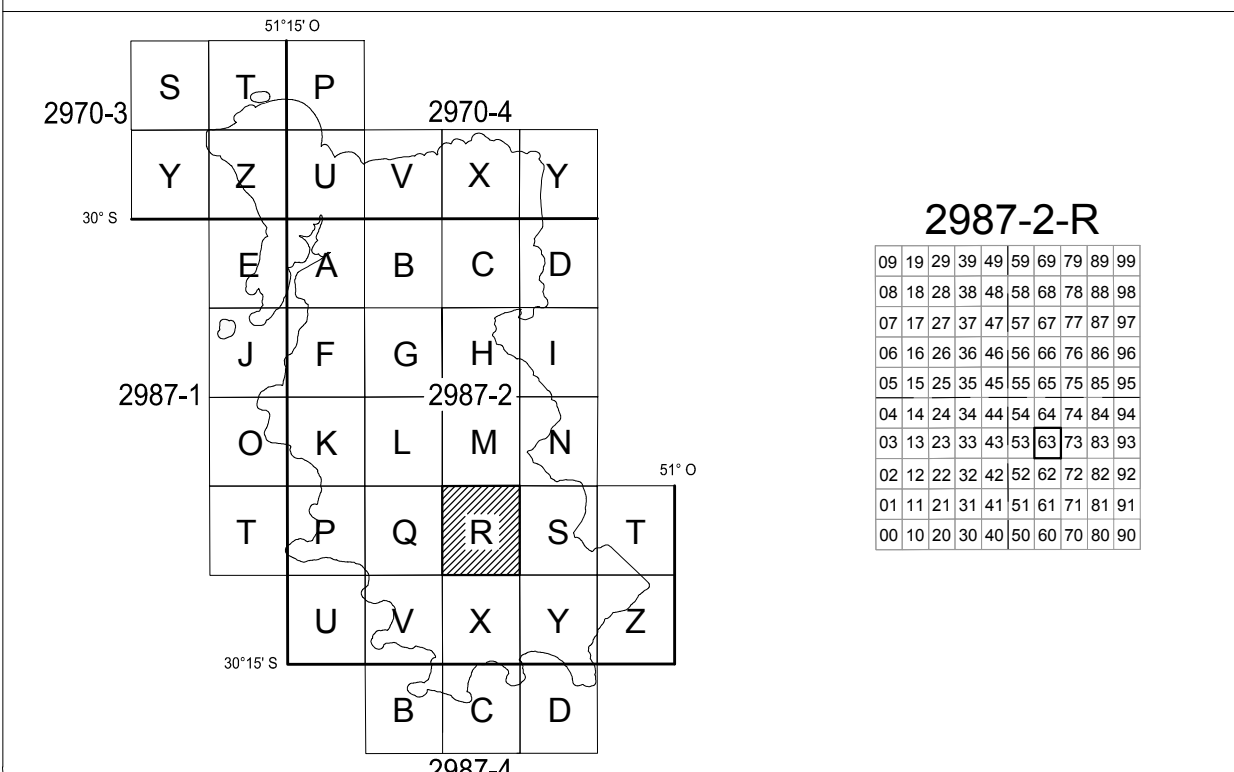 51°15' O
S T P
2970-3
2970-4
Y Z U V X Y
30° S
E A B C D
J F G H I
2987-1
2987-2
O K L M N
51° O
T P Q R S T
U V X Y Z
30°15' S
B C D
2987-4
2987-2-R
09 19 29 39 49 59 69 79 89 99
08 18 28 38 48 58 68 78 88 98
07 17 27 37 47 57 67 77 87 97
06 16 26 36 46 56 66 76 86 96
05 15 25 35 45 55 65 75 85 95
04 14 24 34 44 54 64 74 84 94
03 13 23 33 43 53 63 73 83 93
02 12 22 32 42 52 62 72 82 92
01 11 21 31 41 51 61 71 81 91
00 10 20 30 40 50 60 70 80 90